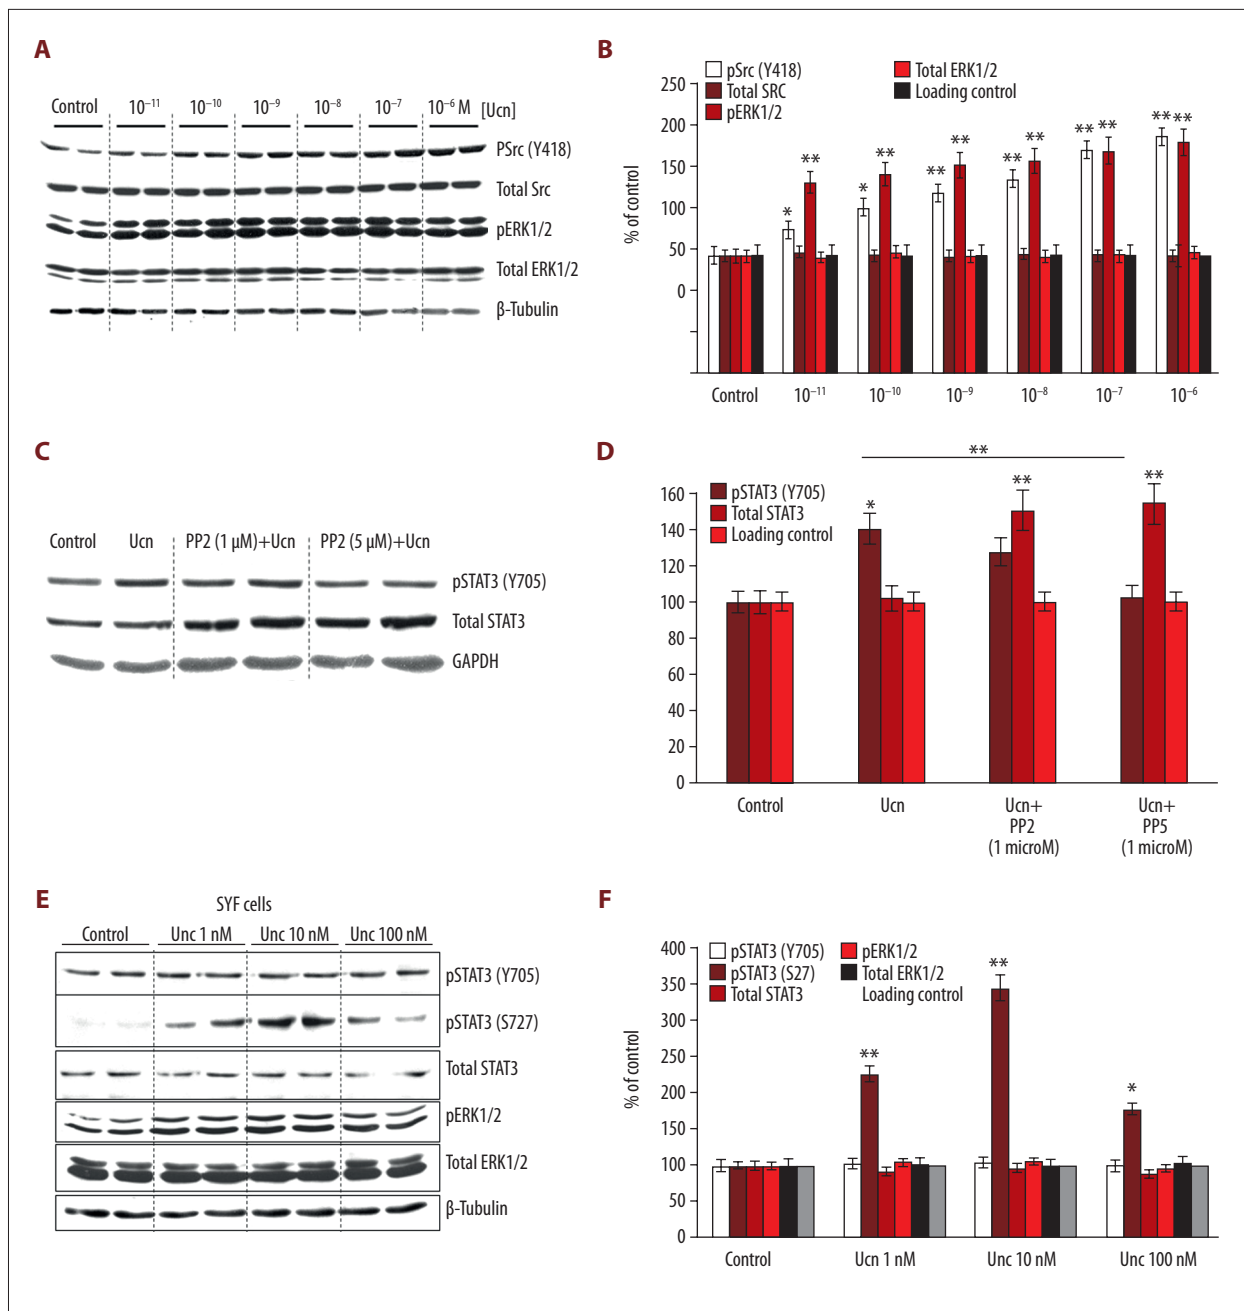 A
Control 10⁻¹¹ 10⁻¹⁰ 10⁻⁹ 10⁻⁸ 10⁻⁷ 10⁻⁶ M [Ucn]
PSrc (Y418)
Total Src
pERK1/2
Total ERK1/2
β-Tubulin
B
pSrc (Y418)
Total SRC
pERK1/2
Total ERK1/2
Loading control
% of control
250
200
150
100
50
0
* ** * ** ** ** ** ** ** ** ** **
Control 10⁻¹¹ 10⁻¹⁰ 10⁻⁹ 10⁻⁸ 10⁻⁷ 10⁻⁶
C
Control Ucn PP2 (1 µM)+Ucn PP2 (5 µM)+Ucn
pSTAT3 (Y705)
Total STAT3
GAPDH
D
**
pSTAT3 (Y705)
Total STAT3
Loading control
* ** **
160
140
120
100
80
60
40
20
0
Control Ucn Ucn+ Ucn+
PP2 PP5
(1 microM) (1 microM)
E
SYF cells
Control Unc 1 nM Unc 10 nM Unc 100 nM
pSTAT3 (Y705)
pSTAT3 (S727)
Total STAT3
pERK1/2
Total ERK1/2
β-Tubulin
F
pSTAT3 (Y705)
pSTAT3 (S27)
Total STAT3
pERK1/2
Total ERK1/2
Loading control
% of control
400
350
300
250
200
150
100
50
0
** ** *
Control Ucn 1 nM Unc 10 nM Unc 100 nM